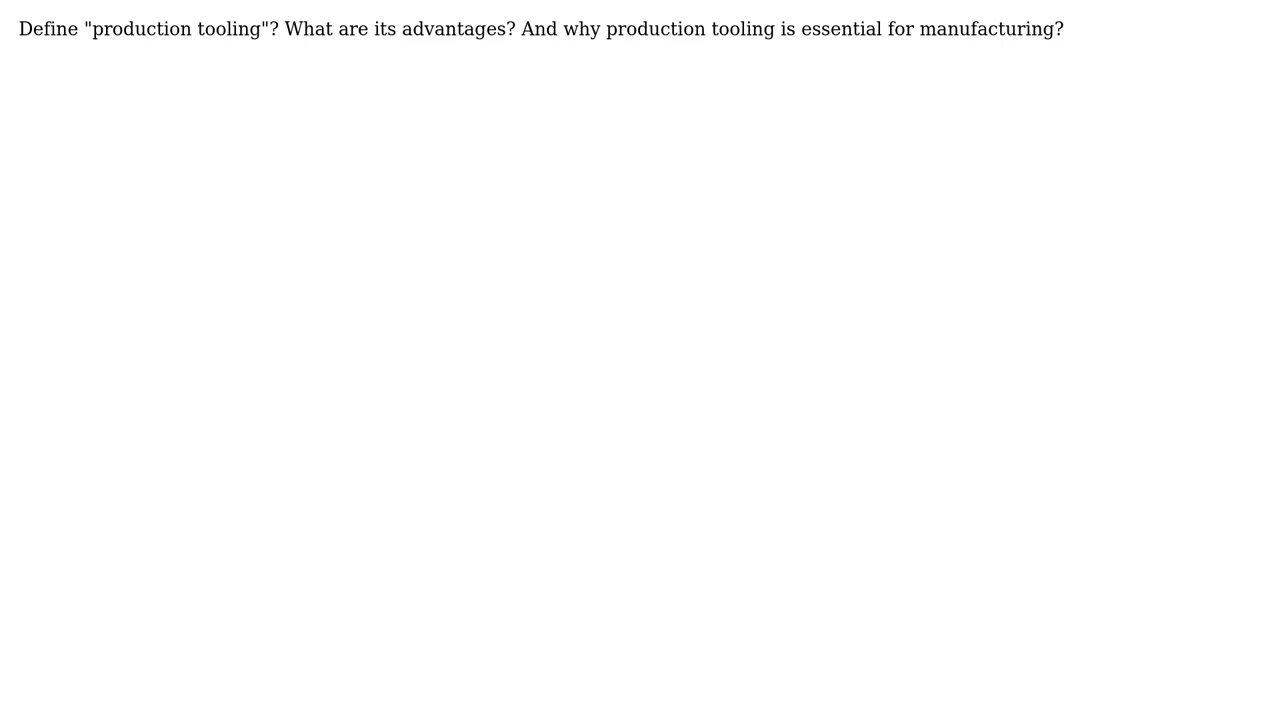 Define "production tooling"? What are its advantages? And why production tooling is essential for manufacturing?